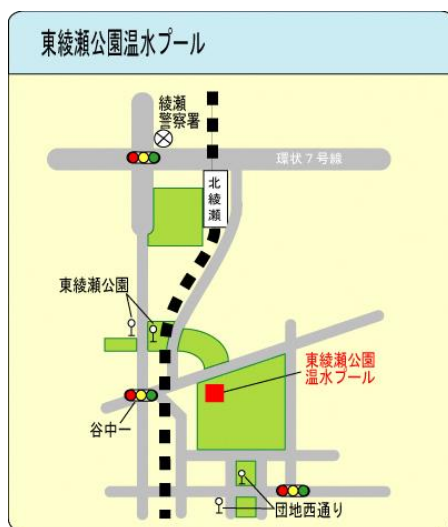 東綾瀬公園温水プール
綾瀬
警察署
環状7号線
北
綾
瀬
東綾瀬公園
東綾瀬公園
温水プール
谷中一
団地西通り